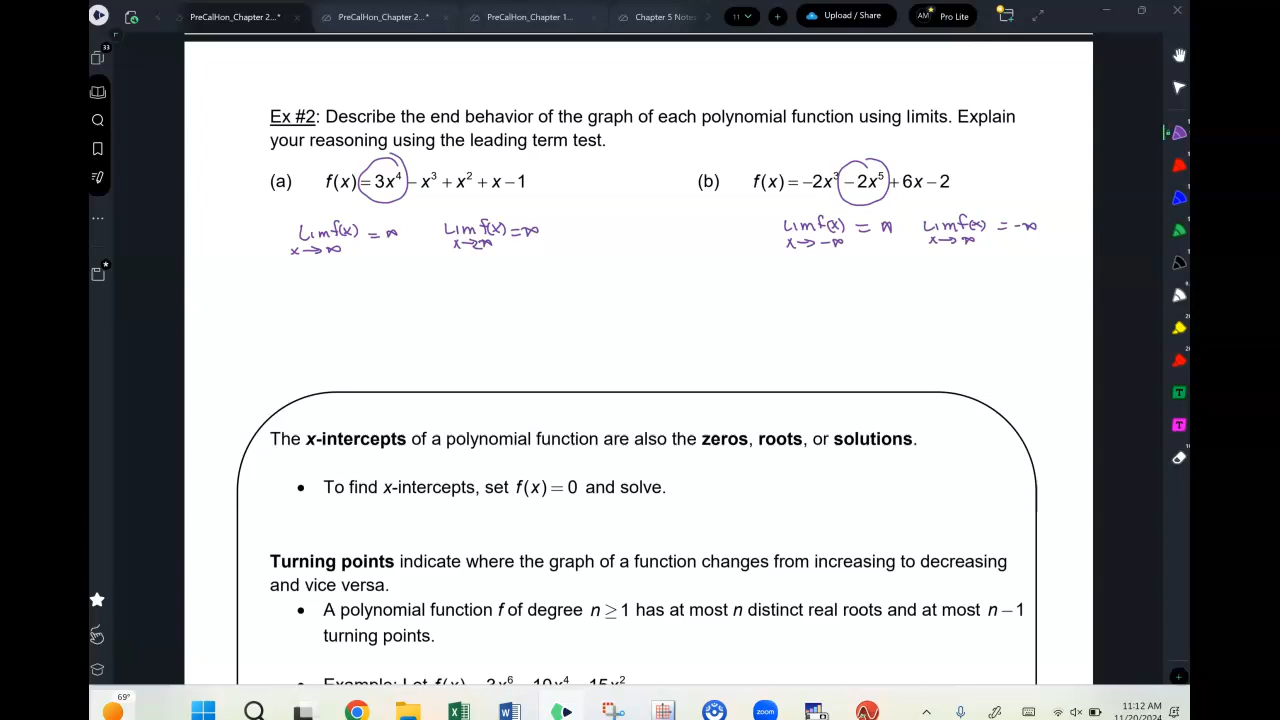 PreCalHon_Chapter 2...*
PreCalHon_Chapter 2...*
PreCalHon_Chapter 1...
Chapter 5 Notes
11
Upload / Share
AM
Pro Lite
33
Ex #2: Describe the end behavior of the graph of each polynomial function using limits. Explain
your reasoning using the leading term test.
(a) f(x) = 3x⁴ − x³ + x² + x − 1
(b) f(x) = −2x³ − 2x⁵ + 6x − 2
lim f(x) = ∞
x → ∞
lim f(x) = ∞
x → -∞
lim f(x) = ∞
x → -∞
lim f(x) = -∞
x → ∞
The x-intercepts of a polynomial function are also the zeros, roots, or solutions.
• To find x-intercepts, set f(x) = 0 and solve.
Turning points indicate where the graph of a function changes from increasing to decreasing
and vice versa.
• A polynomial function f of degree n ≥ 1 has at most n distinct real roots and at most n − 1
turning points.
69°
zoom
11:12 AM